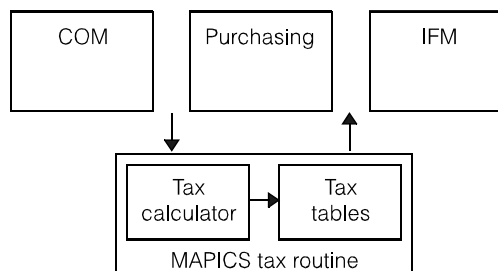 COM
Purchasing
IFM
Tax
calculator
Tax
tables
MAPICS tax routine